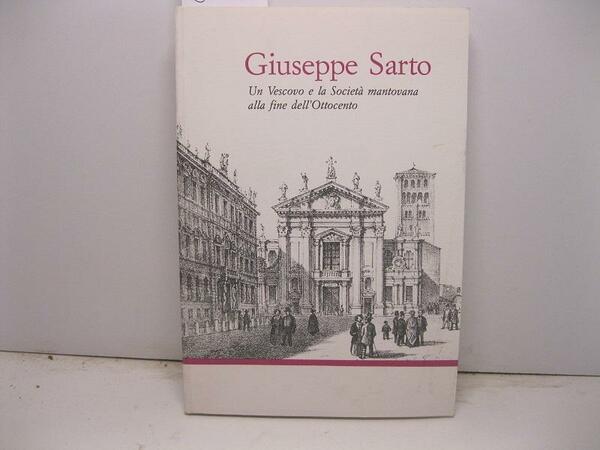 Giuseppe Sarto
Un Vescovo e la Società mantovana
alla fine dell'Ottocento